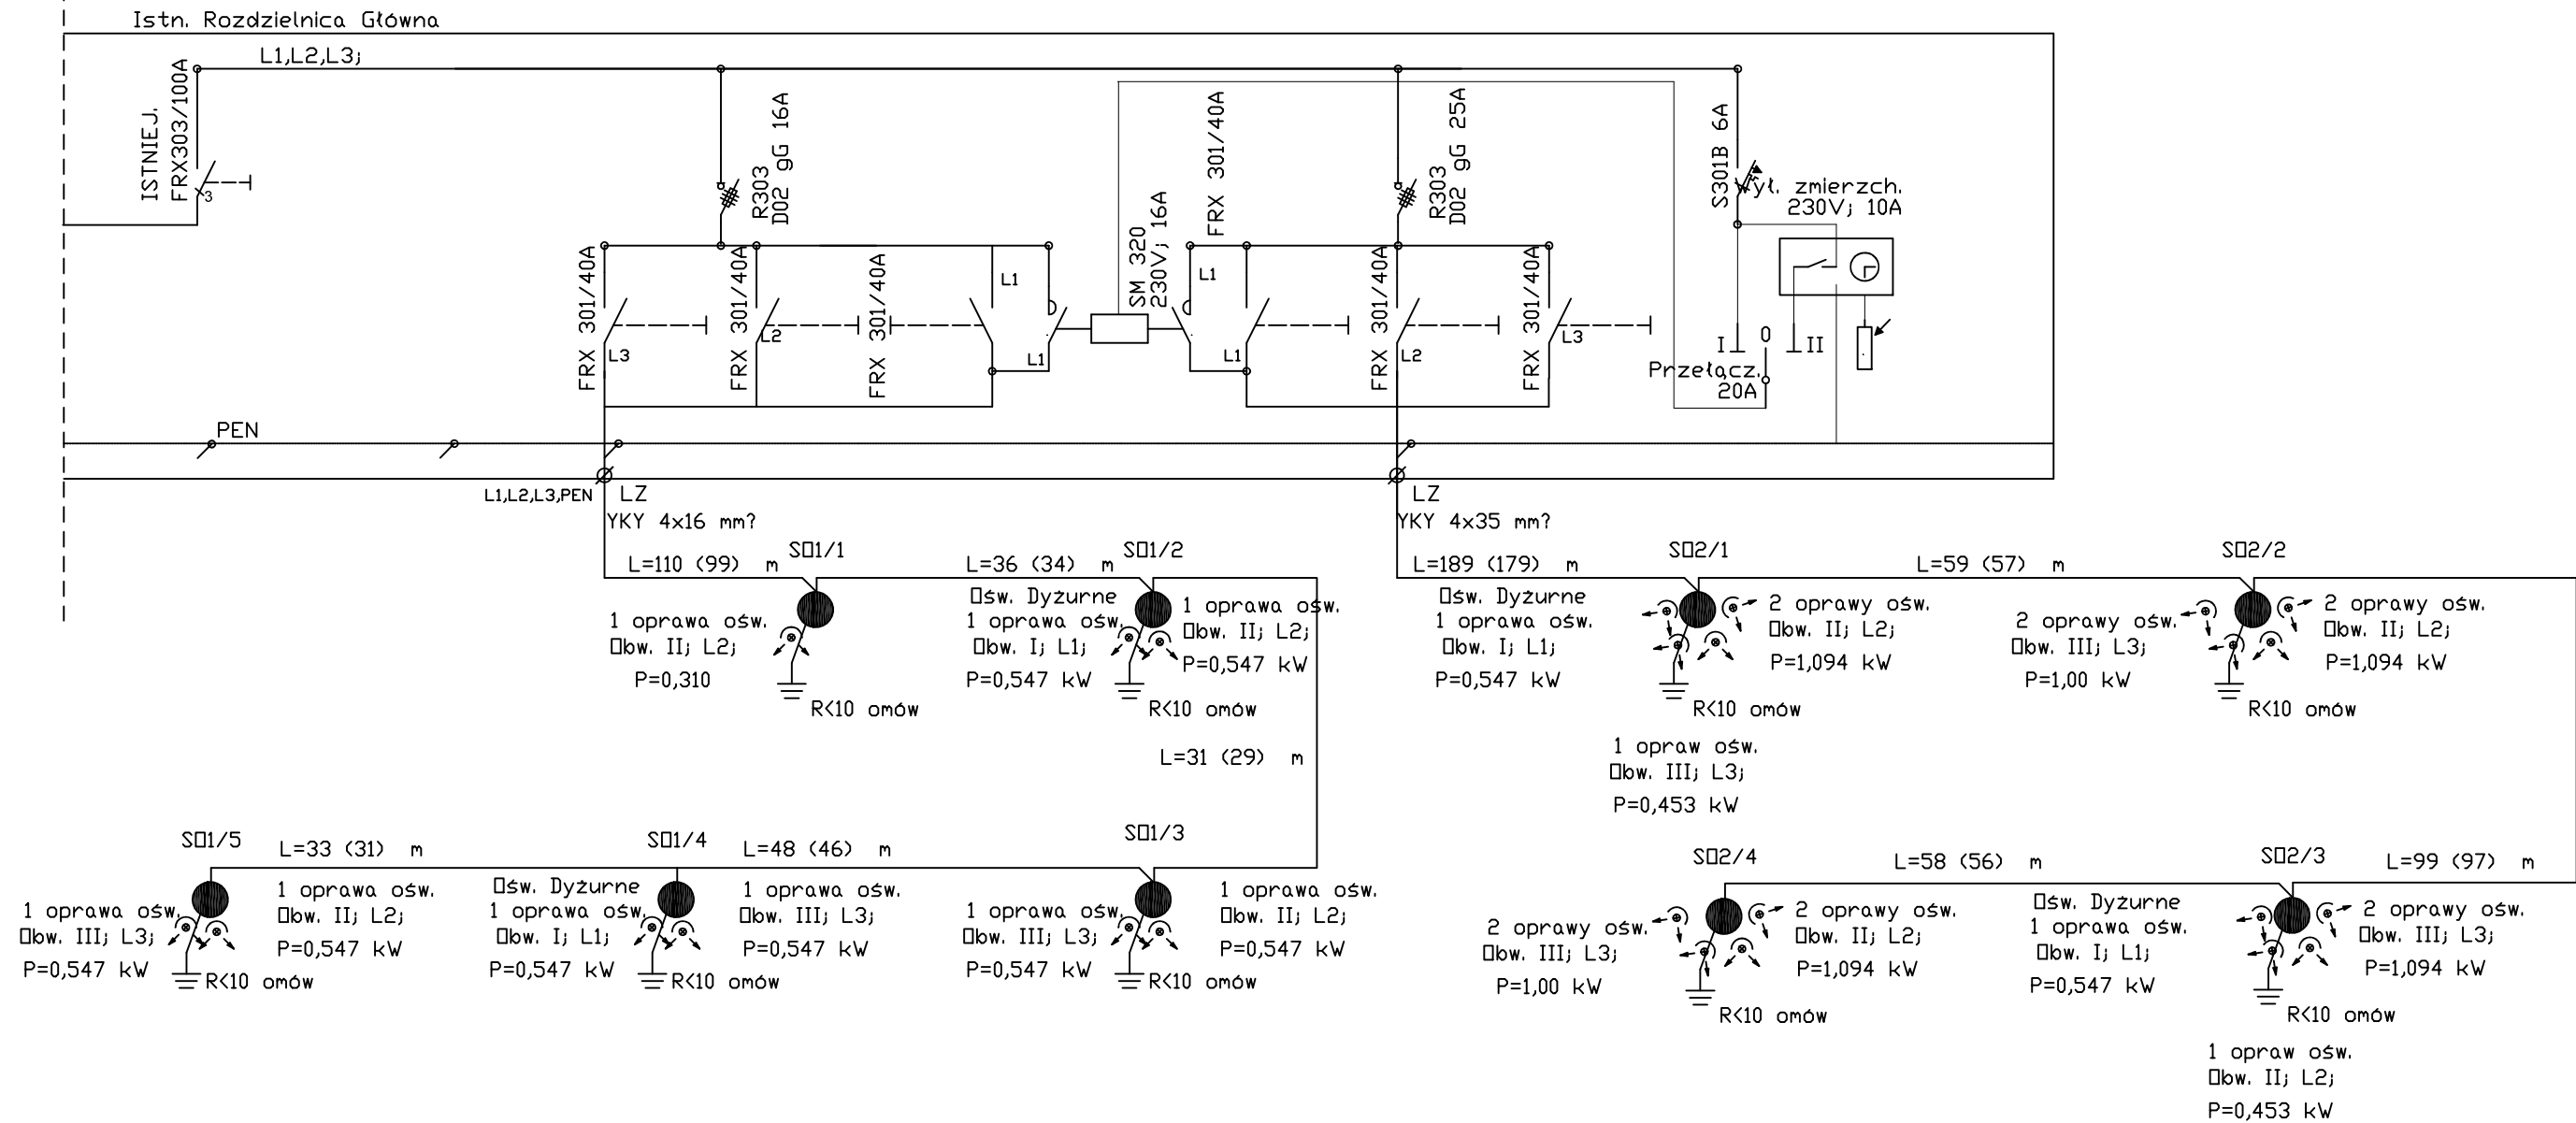 Istn. Rozdzielnica Główna
L1,L2,L3;
ISTNIEJ.
FRX303/100A
3
R303
D02 gG 16A
FRX 301/40A
L3
FRX 301/40A
L2
FRX 301/40A
L1
L1
SM 320
230V; 16A
FRX 301/40A
L1
L1
R303
D02 gG 25A
FRX 301/40A
L2
FRX 301/40A
L3
S301B 6A
Wył. zmierzch.
230V; 10A
I
0
II
Przełącz.
20A
PEN
L1,L2,L3,PEN
LZ
YKY 4x16 mm?
LZ
YKY 4x35 mm?
L=110 (99) m
SO1/1
1 oprawa ośw.
Obw. II; L2;
P=0,310
R<10 omów
L=36 (34) m
SO1/2
Ośw. Dyżurne
1 oprawa ośw.
Obw. I; L1;
P=0,547 kW
1 oprawa ośw.
Obw. II; L2;
P=0,547 kW
R<10 omów
L=31 (29) m
L=189 (179) m
SO2/1
Ośw. Dyżurne
1 oprawa ośw.
Obw. I; L1;
P=0,547 kW
2 oprawy ośw.
Obw. II; L2;
P=1,094 kW
R<10 omów
1 opraw ośw.
Obw. III; L3;
P=0,453 kW
L=59 (57) m
SO2/2
2 oprawy ośw.
Obw. III; L3;
P=1,00 kW
2 oprawy ośw.
Obw. II; L2;
P=1,094 kW
R<10 omów
SO1/5
1 oprawa ośw.
Obw. III; L3;
P=0,547 kW
L=33 (31) m
1 oprawa ośw.
Obw. II; L2;
P=0,547 kW
R<10 omów
SO1/4
Ośw. Dyżurne
1 oprawa ośw.
Obw. I; L1;
P=0,547 kW
L=48 (46) m
1 oprawa ośw.
Obw. III; L3;
P=0,547 kW
R<10 omów
SO1/3
1 oprawa ośw.
Obw. III; L3;
P=0,547 kW
1 oprawa ośw.
Obw. II; L2;
P=0,547 kW
R<10 omów
SO2/4
2 oprawy ośw.
Obw. III; L3;
P=1,00 kW
L=58 (56) m
2 oprawy ośw.
Obw. II; L2;
P=1,094 kW
R<10 omów
SO2/3
Ośw. Dyżurne
1 oprawa ośw.
Obw. I; L1;
P=0,547 kW
L=99 (97) m
2 oprawy ośw.
Obw. III; L3;
P=1,094 kW
R<10 omów
1 opraw ośw.
Obw. II; L2;
P=0,453 kW